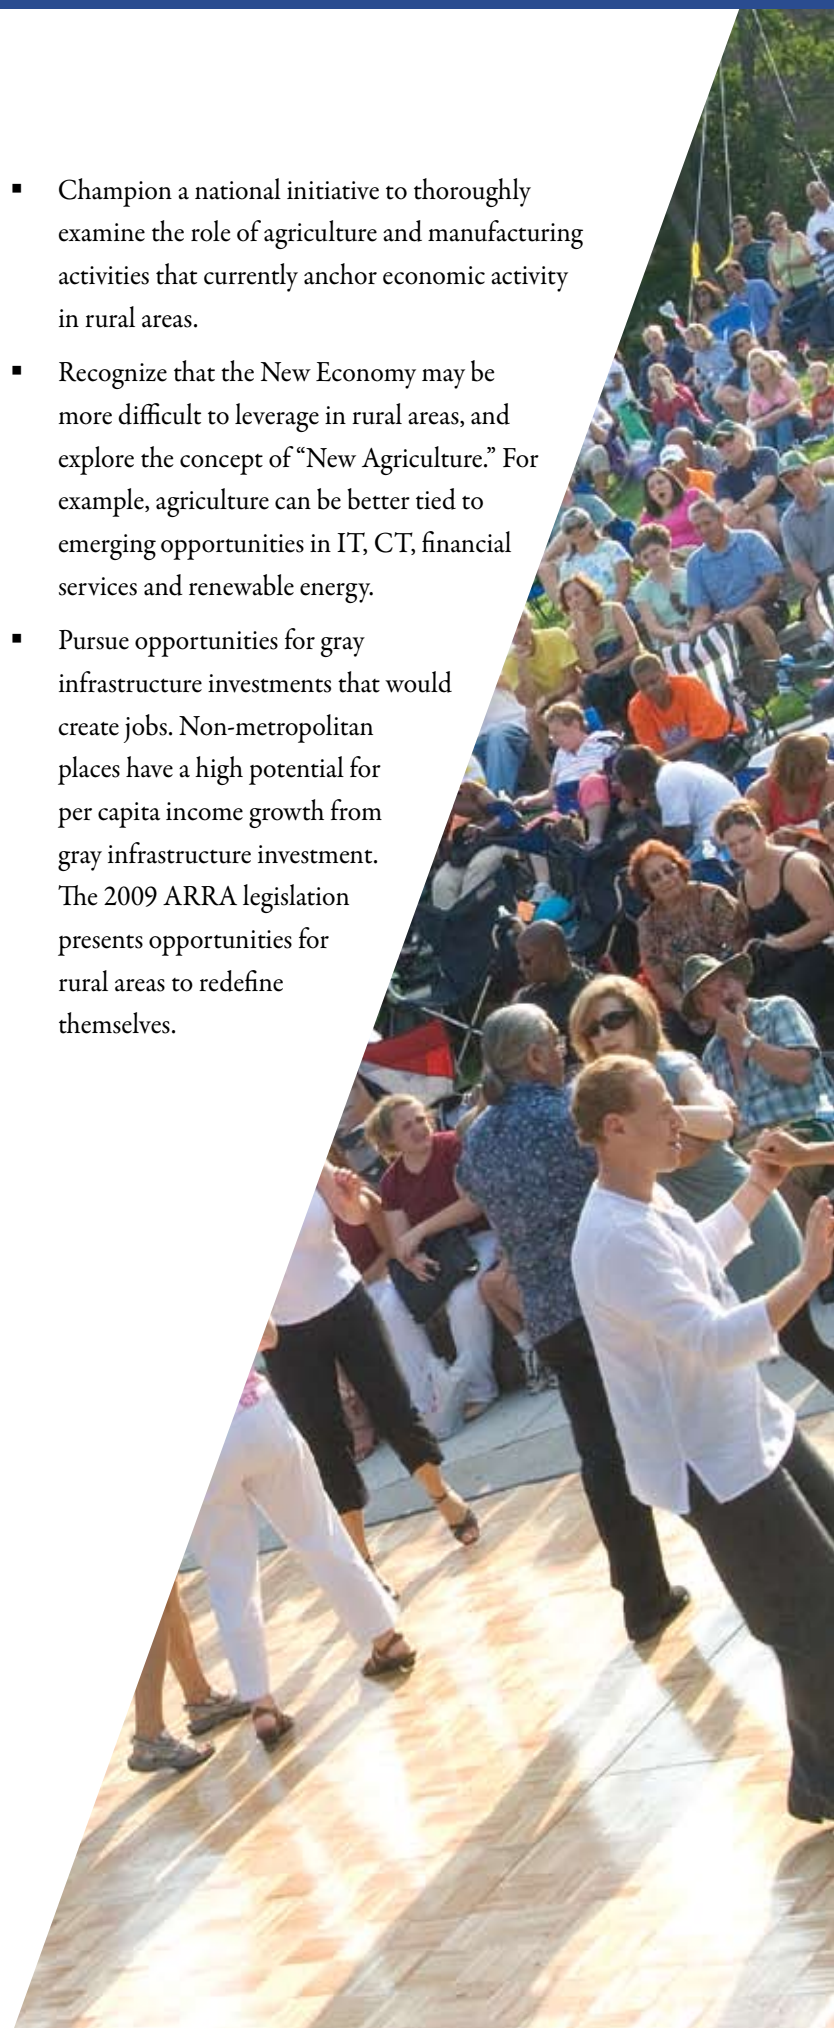 ▪ Champion a national initiative to thoroughly
examine the role of agriculture and manufacturing
activities that currently anchor economic activity
in rural areas.
▪ Recognize that the New Economy may be
more difficult to leverage in rural areas, and
explore the concept of “New Agriculture.” For
example, agriculture can be better tied to
emerging opportunities in IT, CT, financial
services and renewable energy.
▪ Pursue opportunities for gray
infrastructure investments that would
create jobs. Non-metropolitan
places have a high potential for
per capita income growth from
gray infrastructure investment.
The 2009 ARRA legislation
presents opportunities for
rural areas to redefine
themselves.